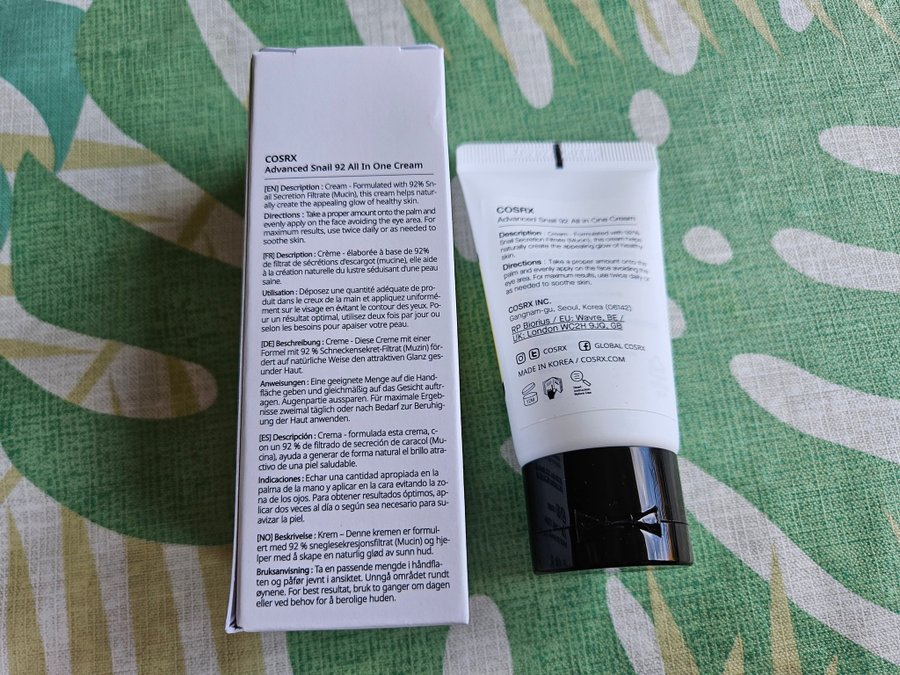 COSRX
Advanced Snail 92 All In One Cream
[EN] Description : Cream - Formulated with 92% Sn-
ail Secretion Filtrate (Mucin), this cream helps natur-
ally create the appealing glow of healthy skin.
Directions : Take a proper amount onto the palm and
evenly apply on the face avoiding the eye area. For
maximum results, use twice daily or as needed to
soothe skin.
[FR] Description : Crème - élaborée à base de 92%
de filtrat de sécrétions d'escargot (mucine), elle aide
à la création naturelle du lustre séduisant d'une peau
saine.
Utilisation : Déposez une quantité adéquate de pro-
duit dans le creux de la main et appliquez uniformé-
ment sur le visage en évitant le contour des yeux. Po-
ur un résultat optimal, utilisez deux fois par jour ou
selon les besoins pour apaiser votre peau.
[DE] Beschreibung : Creme - Diese Creme mit einer
Formel mit 92 % Schneckensekret-Filtrat (Muzin) för-
dert auf natürliche Weise den attraktiven Glanz ges-
under Haut.
Anweisungen : Eine geeignete Menge auf die Hand-
fläche geben und gleichmäßig auf das Gesicht auftr-
agen. Augenpartie aussparen. Für maximale Ergeb-
nisse zweimal täglich oder nach Bedarf zur Beruhig-
ung der Haut anwenden.
[ES] Descripción : Crema - formulada esta crema, c-
on un 92 % de filtrado de secreción de caracol (Mu-
cina), ayuda a generar de forma natural el brillo atra-
ctivo de una piel saludable.
Indicaciones : Echar una cantidad apropiada en la
palma de la mano y aplicar en la cara evitando la zo-
na de los ojos. Para obtener resultados óptimos, ap-
licar dos veces al día o según sea necesario para su-
avizar la piel.
[NO] Beskrivelse : Krem – Denne kremen er formul-
ert med 92 % sneglesekresjonsfiltrat (Mucin) og hje-
lper med å skape en naturlig glød av sunn hud.
Bruksanvisning : Ta en passende mengde i håndfla-
ten og påfør jevnt i ansiktet. Unngå området rundt
øynene. For best resultat, bruk to ganger om dagen
eller ved behov for å berolige huden.
COSRX
Advanced Snail 92 All in One Cream
Description : Cream - Formulated with 92%
Snail Secretion Filtrate (Mucin), this cream helps
naturally create the appealing glow of healthy
skin.
Directions : Take a proper amount onto the
palm and evenly apply on the face avoiding the
eye area. For maximum results, use twice daily or
as needed to soothe skin.
COSRX INC.
Gangnam-gu, Seoul, Korea (06142)
RP Biorius / EU: Wavre, BE /
UK: London WC2H 9JQ, GB
COSRX GLOBAL COSRX
MADE IN KOREA / COSRX.COM
12M